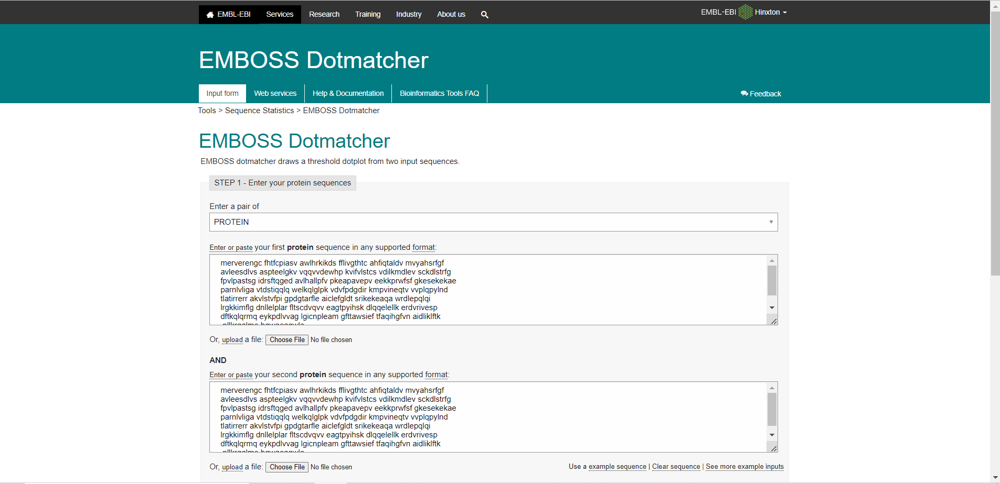 EMBL-EBI Services Research Training Industry About us EMBL-EBI Hinxton
EMBOSS Dotmatcher
Input form Web services Help & Documentation Bioinformatics Tools FAQ Feedback
Tools > Sequence Statistics > EMBOSS Dotmatcher
EMBOSS Dotmatcher
EMBOSS dotmatcher draws a threshold dotplot from two input sequences.
STEP 1 - Enter your protein sequences
Enter a pair of
PROTEIN
Enter or paste your first protein sequence in any supported format:
merverengc fhtfcpiasv awlhrkikds fflivgthtc ahfiqtaldv mvyahsrfgf
avleesdlvs aspteelgkv vqqvvdewhp kvifvlstcs vdilkmdlev sckdlstrfg
fpvlpastsg idrsftqged avlhallpfv pkeapavepv eekkprwfsf gkesekekae
parnlvliga vtdstiqqlq welkqlglpk vdvfpdgdir kmpvineqtv vvplqpylnd
tlatirrerr akvlstvfpi gpdgtarfle aiclefgldt srikekeaqa wrdlepqlqi
lrgkkimflg dnllelplar fltscdvqvv eagtpyihsk dlqqelellk erdvrivesp
dftkqlqrmq eykpdlvvag lgicnpleam gfttawsief tfaqihgfvn aidliklftk
Or, upload a file: Choose File No file chosen
AND
Enter or paste your second protein sequence in any supported format:
merverengc fhtfcpiasv awlhrkikds fflivgthtc ahfiqtaldv mvyahsrfgf
avleesdlvs aspteelgkv vqqvvdewhp kvifvlstcs vdilkmdlev sckdlstrfg
fpvlpastsg idrsftqged avlhallpfv pkeapavepv eekkprwfsf gkesekekae
parnlvliga vtdstiqqlq welkqlglpk vdvfpdgdir kmpvineqtv vvplqpylnd
tlatirrerr akvlstvfpi gpdgtarfle aiclefgldt srikekeaqa wrdlepqlqi
lrgkkimflg dnllelplar fltscdvqvv eagtpyihsk dlqqelellk erdvrivesp
dftkqlqrmq eykpdlvvag lgicnpleam gfttawsief tfaqihgfvn aidliklftk
Or, upload a file: Choose File No file chosen Use a example sequence | Clear sequence | See more example inputs